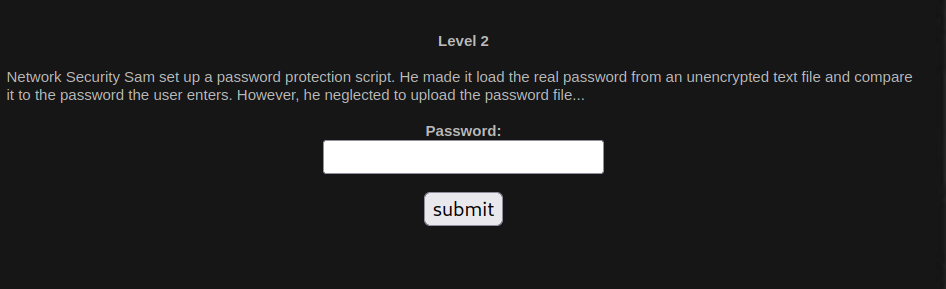 Level 2
Network Security Sam set up a password protection script. He made it load the real password from an unencrypted text file and compare
it to the password the user enters. However, he neglected to upload the password file...
Password:
submit